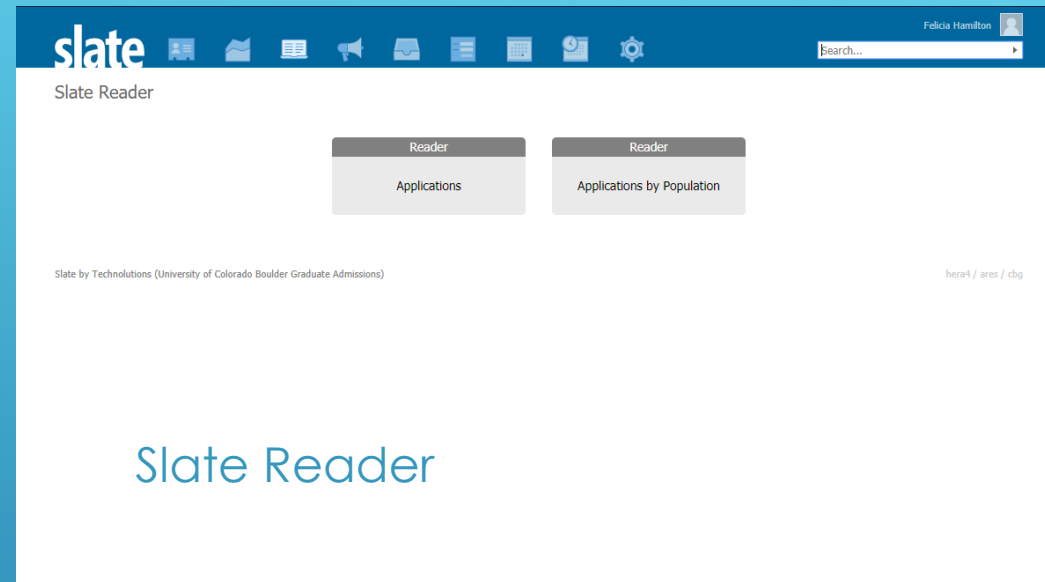 Felicia Hamilton
slate
Search...
Slate Reader
Reader
Reader
Applications
Applications by Population
Slate by Technolutions (University of Colorado Boulder Graduate Admissions)
hera4 / ares / cbg
Slate Reader